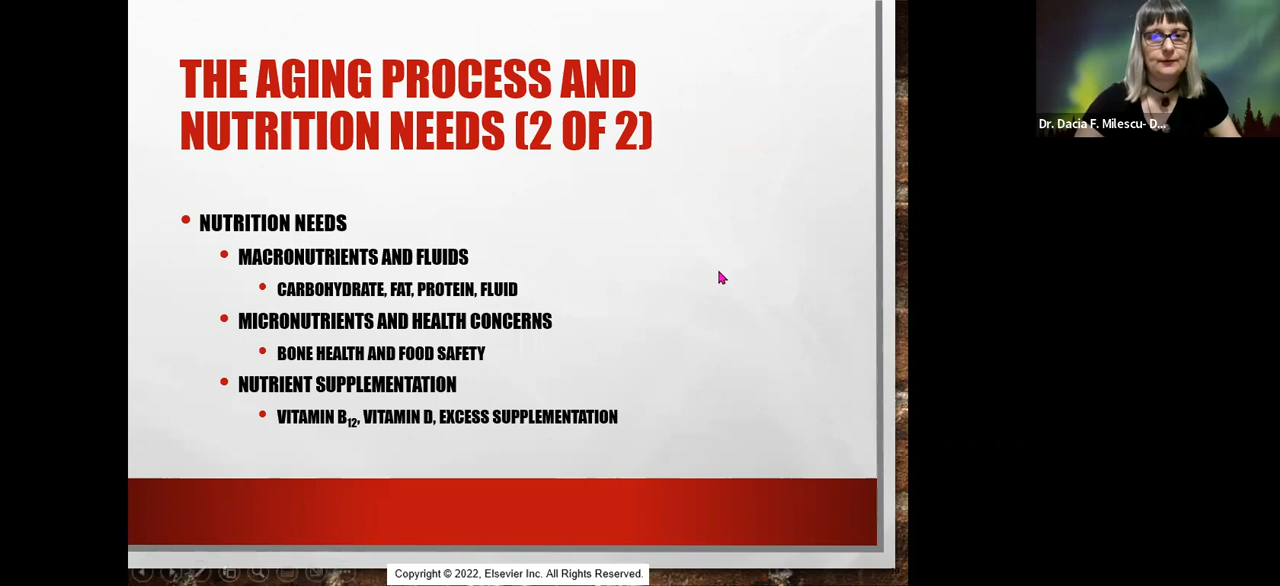 THE AGING PROCESS AND
NUTRITION NEEDS (2 OF 2)
NUTRITION NEEDS
MACRONUTRIENTS AND FLUIDS
CARBOHYDRATE, FAT, PROTEIN, FLUID
MICRONUTRIENTS AND HEALTH CONCERNS
BONE HEALTH AND FOOD SAFETY
NUTRIENT SUPPLEMENTATION
VITAMIN B12, VITAMIN D, EXCESS SUPPLEMENTATION
Copyright © 2022, Elsevier Inc. All Rights Reserved.
Dr. Dacia F. Milescu- D...